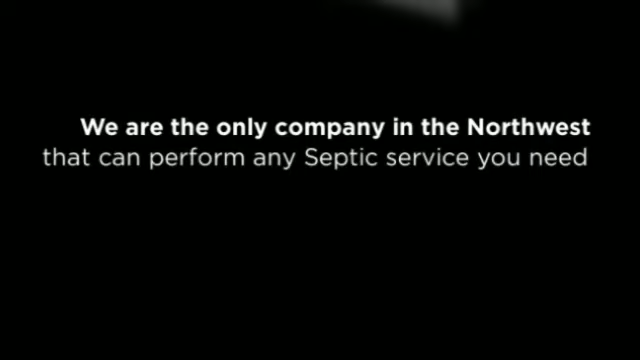 We are the only company in the Northwest
that can perform any Septic service you need